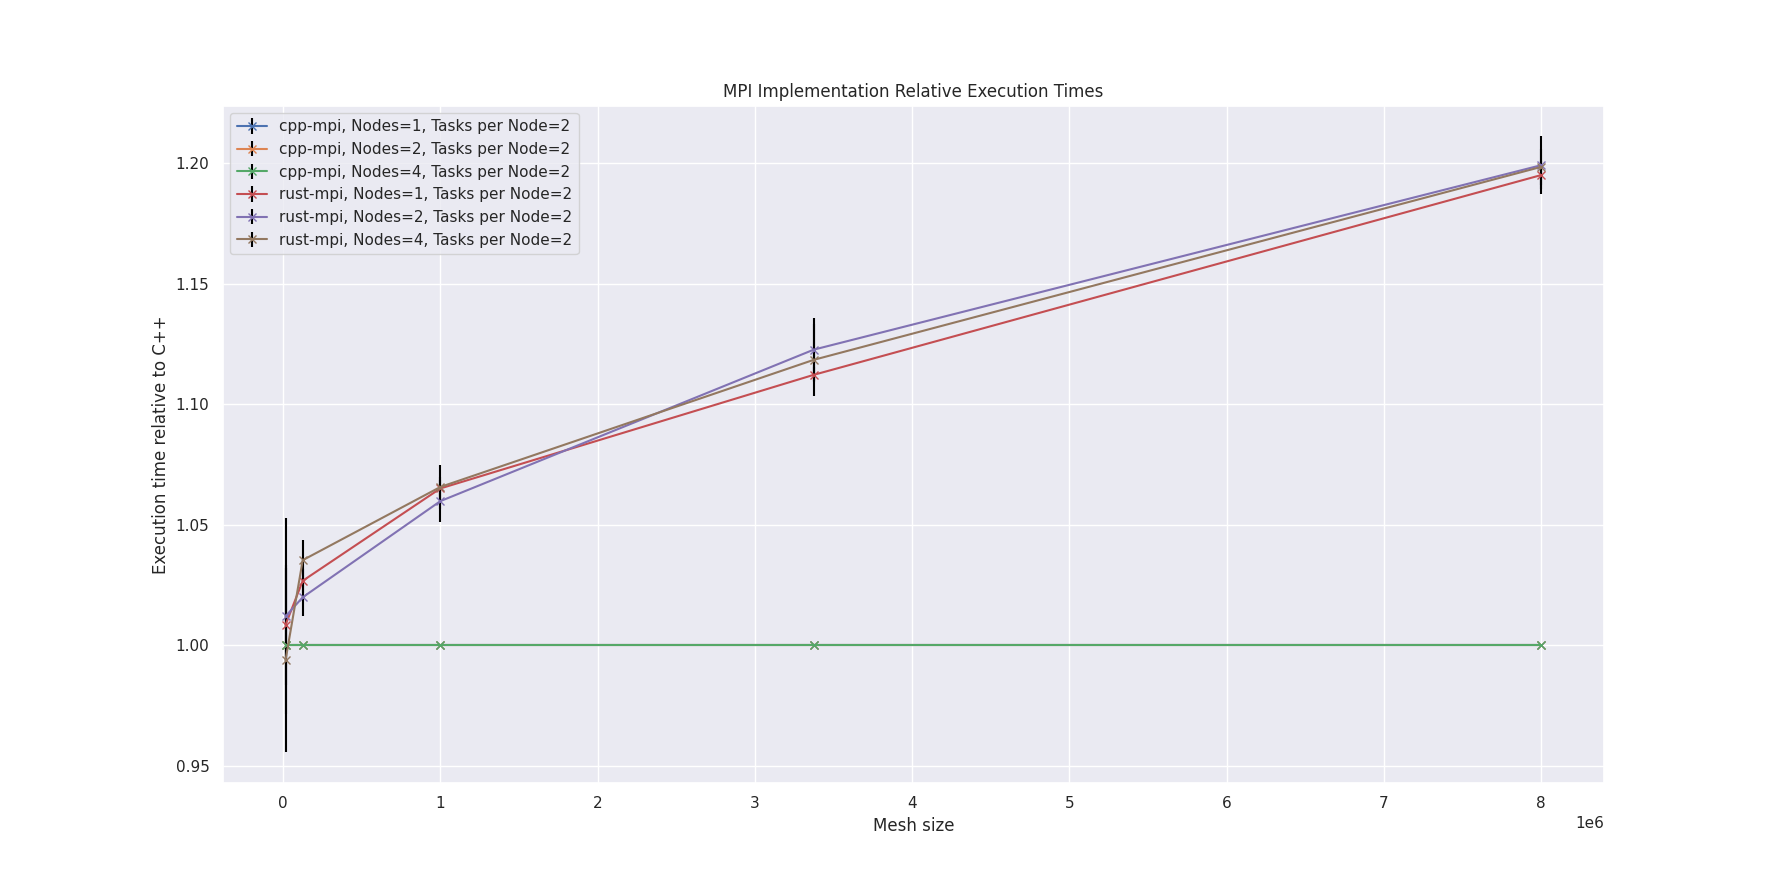 MPI Implementation Relative Execution Times
cpp-mpi, Nodes=1, Tasks per Node=2
cpp-mpi, Nodes=2, Tasks per Node=2
cpp-mpi, Nodes=4, Tasks per Node=2
rust-mpi, Nodes=1, Tasks per Node=2
rust-mpi, Nodes=2, Tasks per Node=2
rust-mpi, Nodes=4, Tasks per Node=2
Execution time relative to C++
1.20
1.15
1.10
1.05
1.00
0.95
0 1 2 3 4 5 6 7 8
Mesh size
1e6